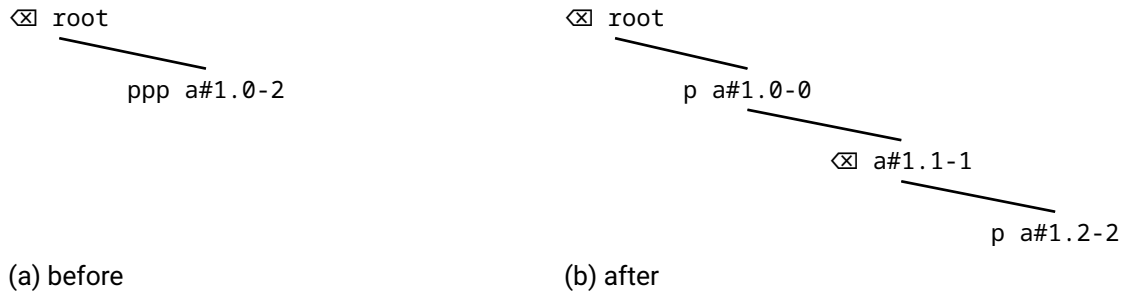 ⌫ root
ppp a#1.0-2
(a) before
⌫ root
p a#1.0-0
⌫ a#1.1-1
p a#1.2-2
(b) after